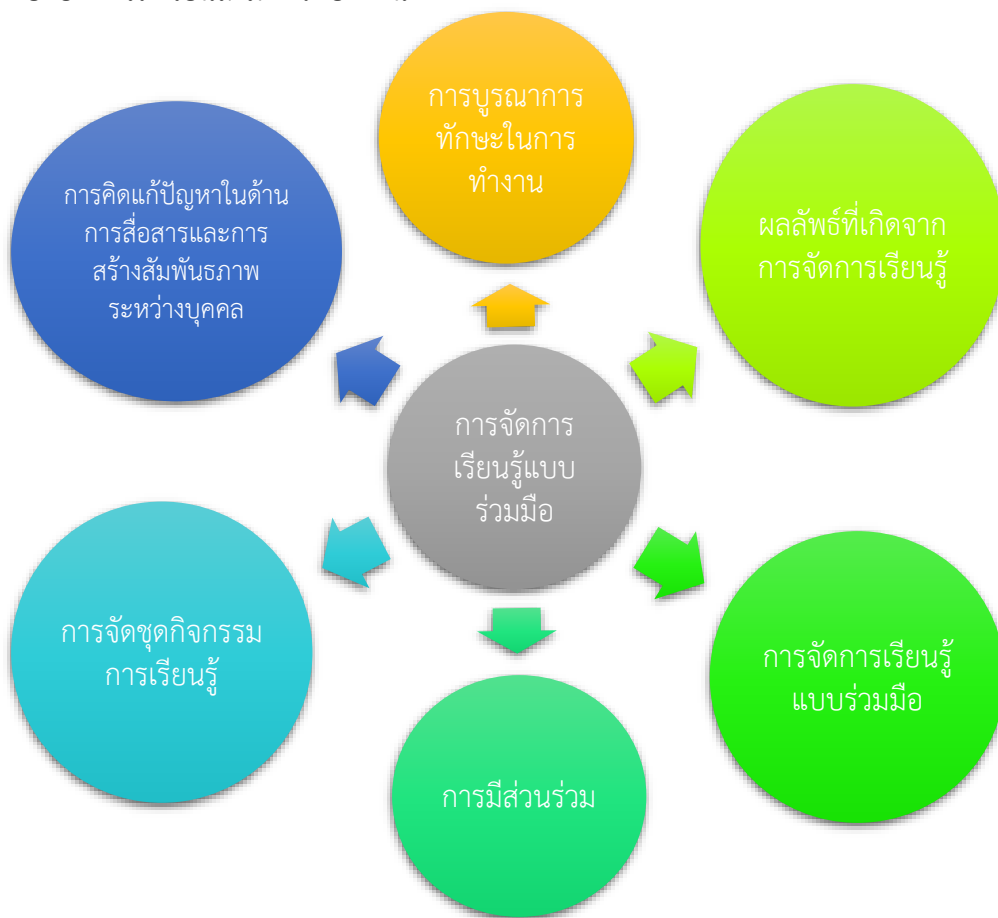 การบูรณาการ
ทักษะในการ
ทำงาน
ผลลัพธ์ที่เกิดจาก
การจัดการเรียนรู้
การจัดการเรียนรู้
แบบร่วมมือ
การมีส่วนร่วม
การจัดชุดกิจกรรม
การเรียนรู้
การคิดแก้ปัญหาในด้าน
การสื่อสารและการ
สร้างสัมพันธภาพ
ระหว่างบุคคล
การจัดการ
เรียนรู้แบบ
ร่วมมือ